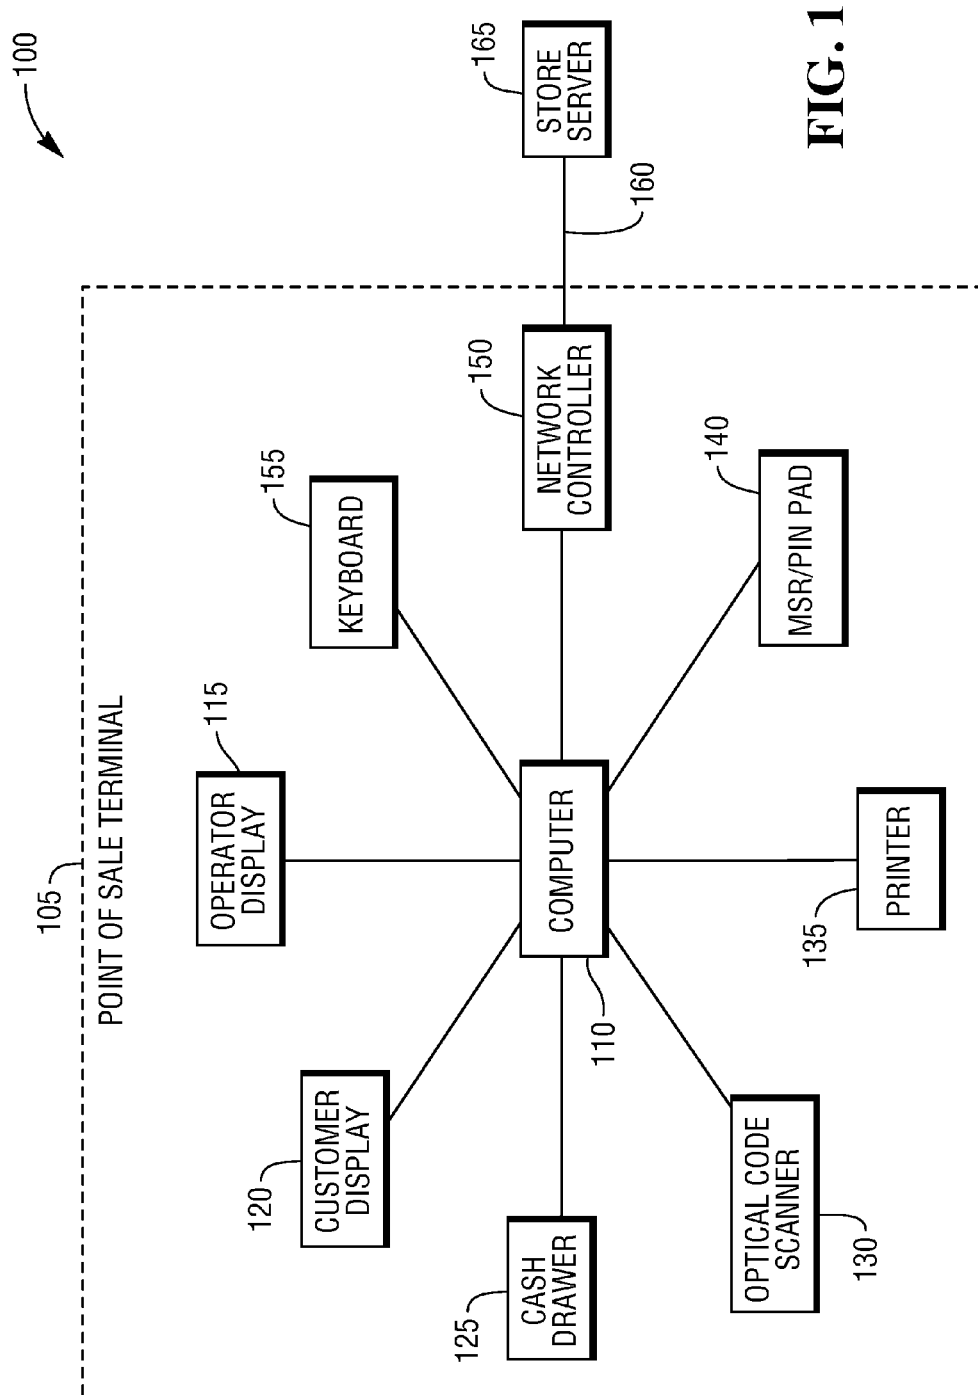 100
105
POINT OF SALE TERMINAL
115
OPERATOR
DISPLAY
120
CUSTOMER
DISPLAY
155
KEYBOARD
125
CASH
DRAWER
COMPUTER
110
150
NETWORK
CONTROLLER
165
STORE
SERVER
160
140
MSR/PIN PAD
OPTICAL CODE
SCANNER
130
135
PRINTER
FIG. 1